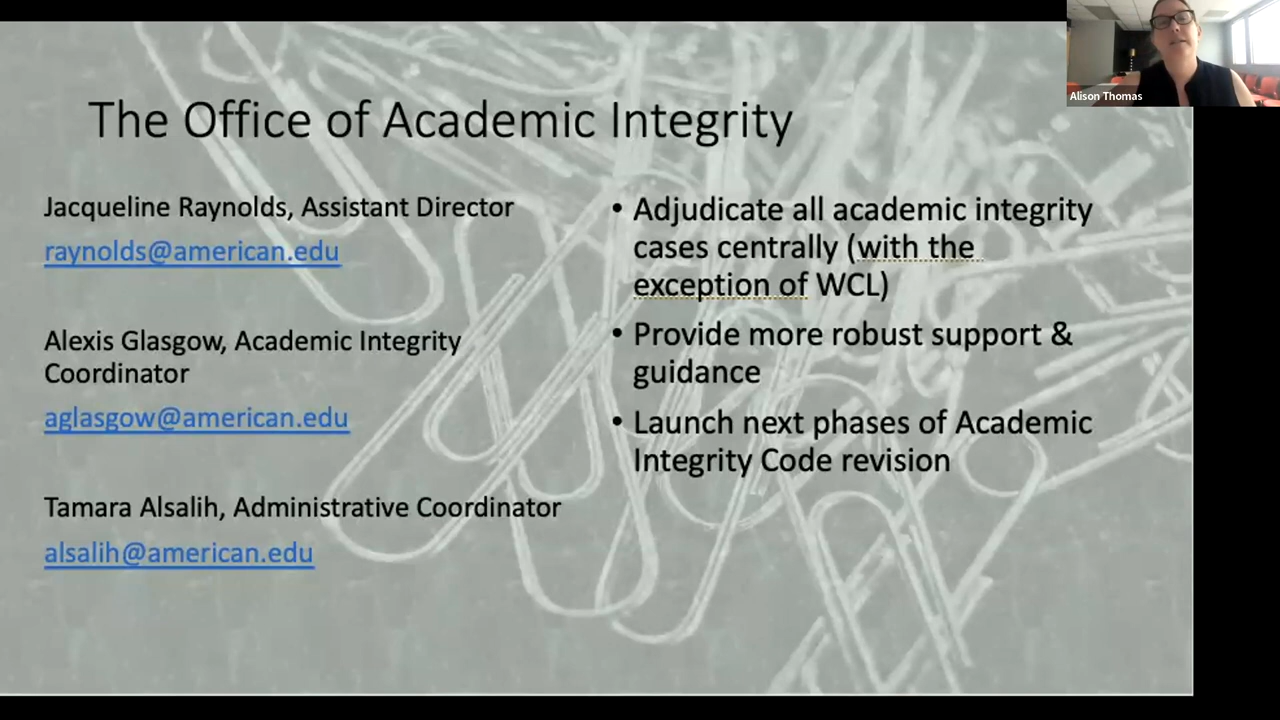 Alison Thomas
The Office of Academic Integrity
Jacqueline Raynolds, Assistant Director
raynolds@american.edu
Alexis Glasgow, Academic Integrity
Coordinator
aglasgow@american.edu
Tamara Alsalih, Administrative Coordinator
alsalih@american.edu
• Adjudicate all academic integrity
cases centrally (with the
exception of WCL)
• Provide more robust support &
guidance
• Launch next phases of Academic
Integrity Code revision